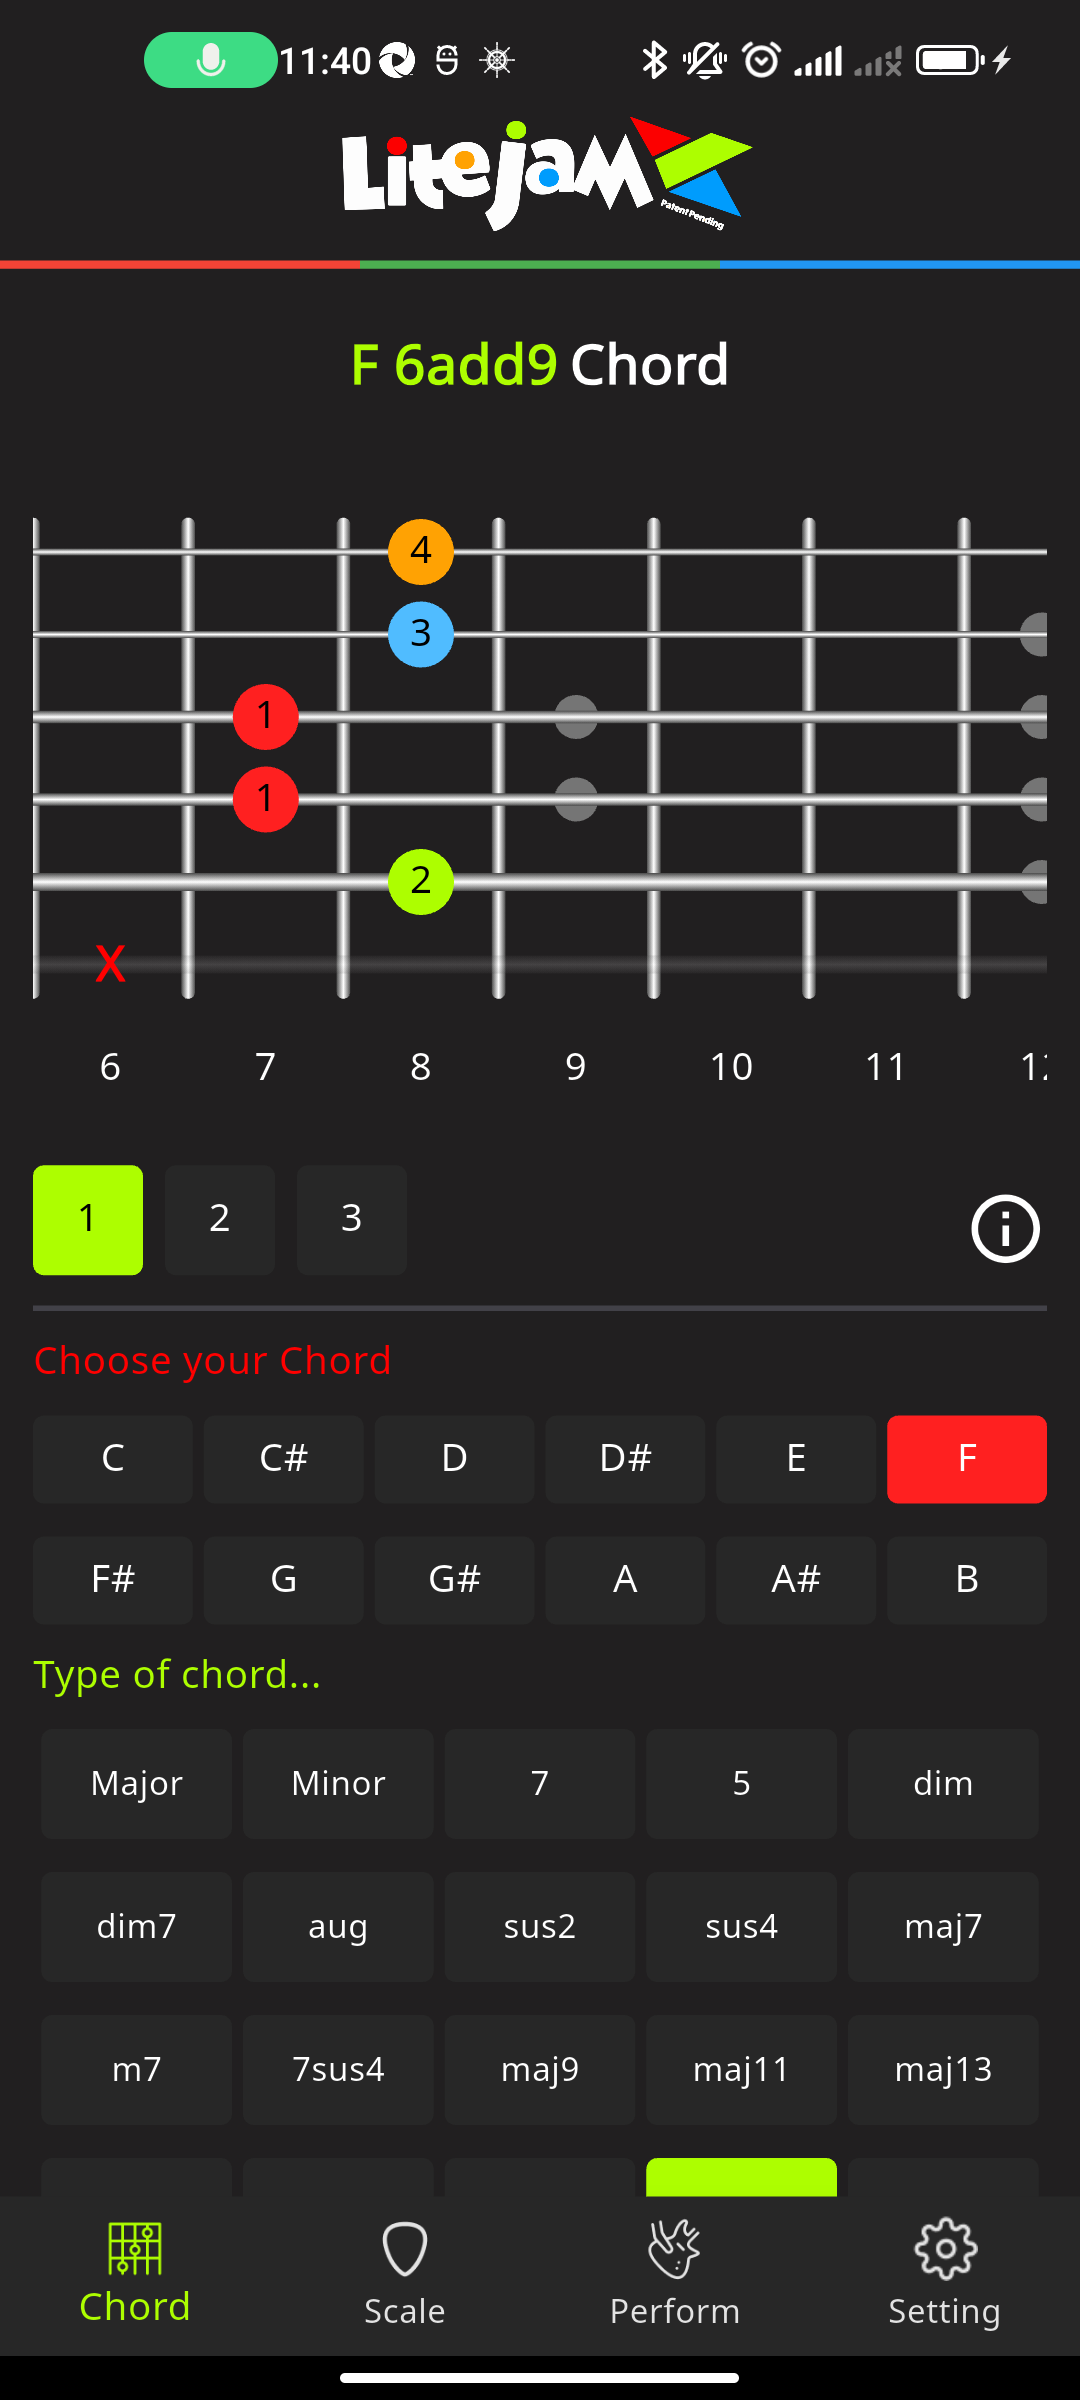 11:40
LiteJam
Patent Pending
F 6add9 Chord
4
3
1
1
2
X
6 7 8 9 10 11 12
1 2 3
Choose your Chord
C C# D D# E F
F# G G# A A# B
Type of chord...
Major Minor 7 5 dim
dim7 aug sus2 sus4 maj7
m7 7sus4 maj9 maj11 maj13
Chord Scale Perform Setting